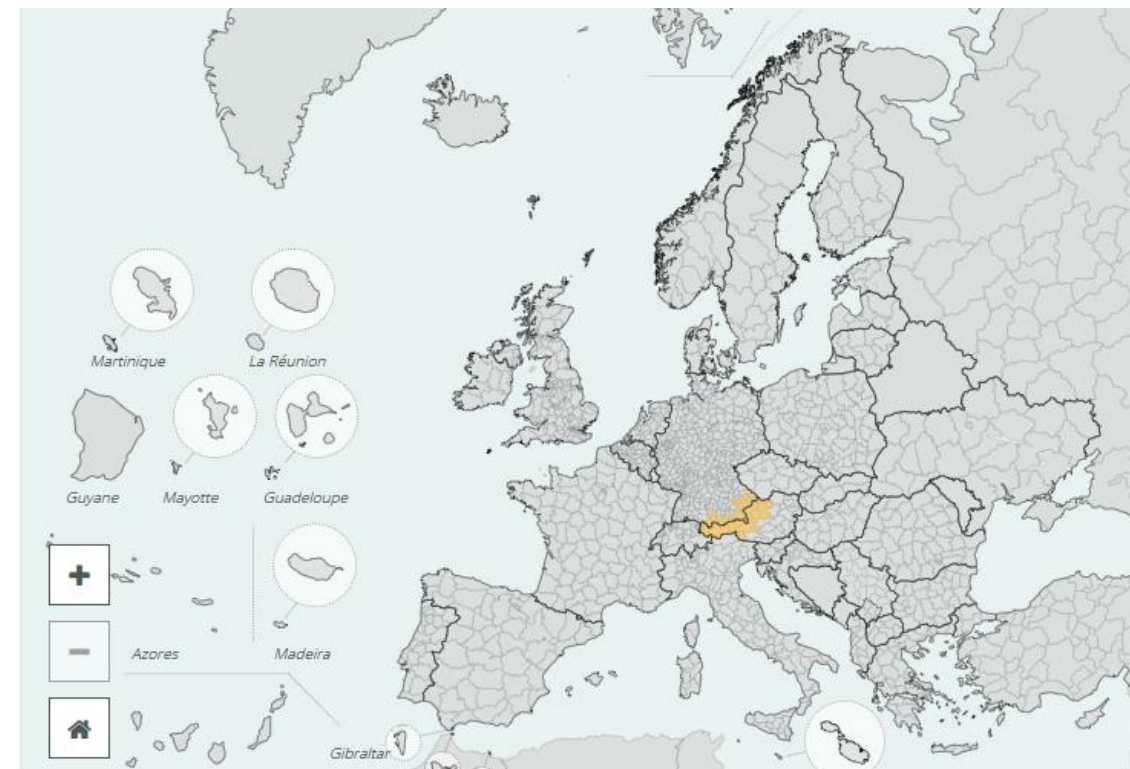 Martinique
La Réunion
Guyane
Mayotte
Guadeloupe
+
−
Azores
Madeira
Gibraltar